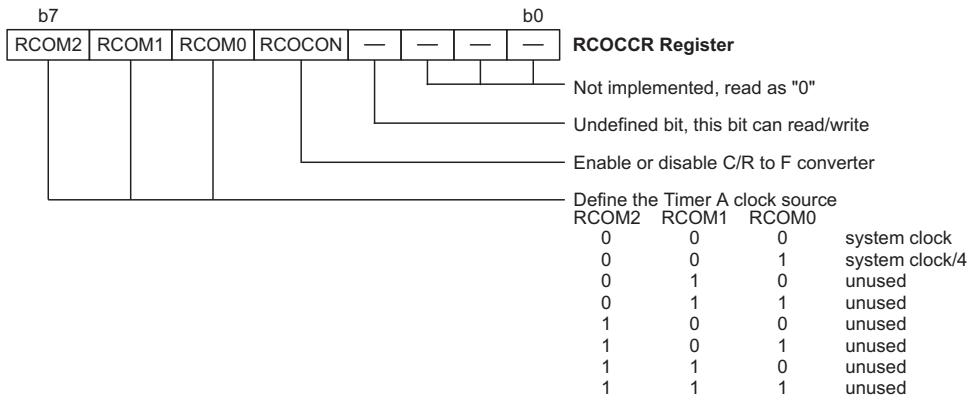 b7 b0
RCOM2 RCOM1 RCOM0 RCOCON — — — — RCOCCR Register
Not implemented, read as "0"
Undefined bit, this bit can read/write
Enable or disable C/R to F converter
Define the Timer A clock source
RCOM2 RCOM1 RCOM0
0 0 0 system clock
0 0 1 system clock/4
0 1 0 unused
0 1 1 unused
1 0 0 unused
1 0 1 unused
1 1 0 unused
1 1 1 unused